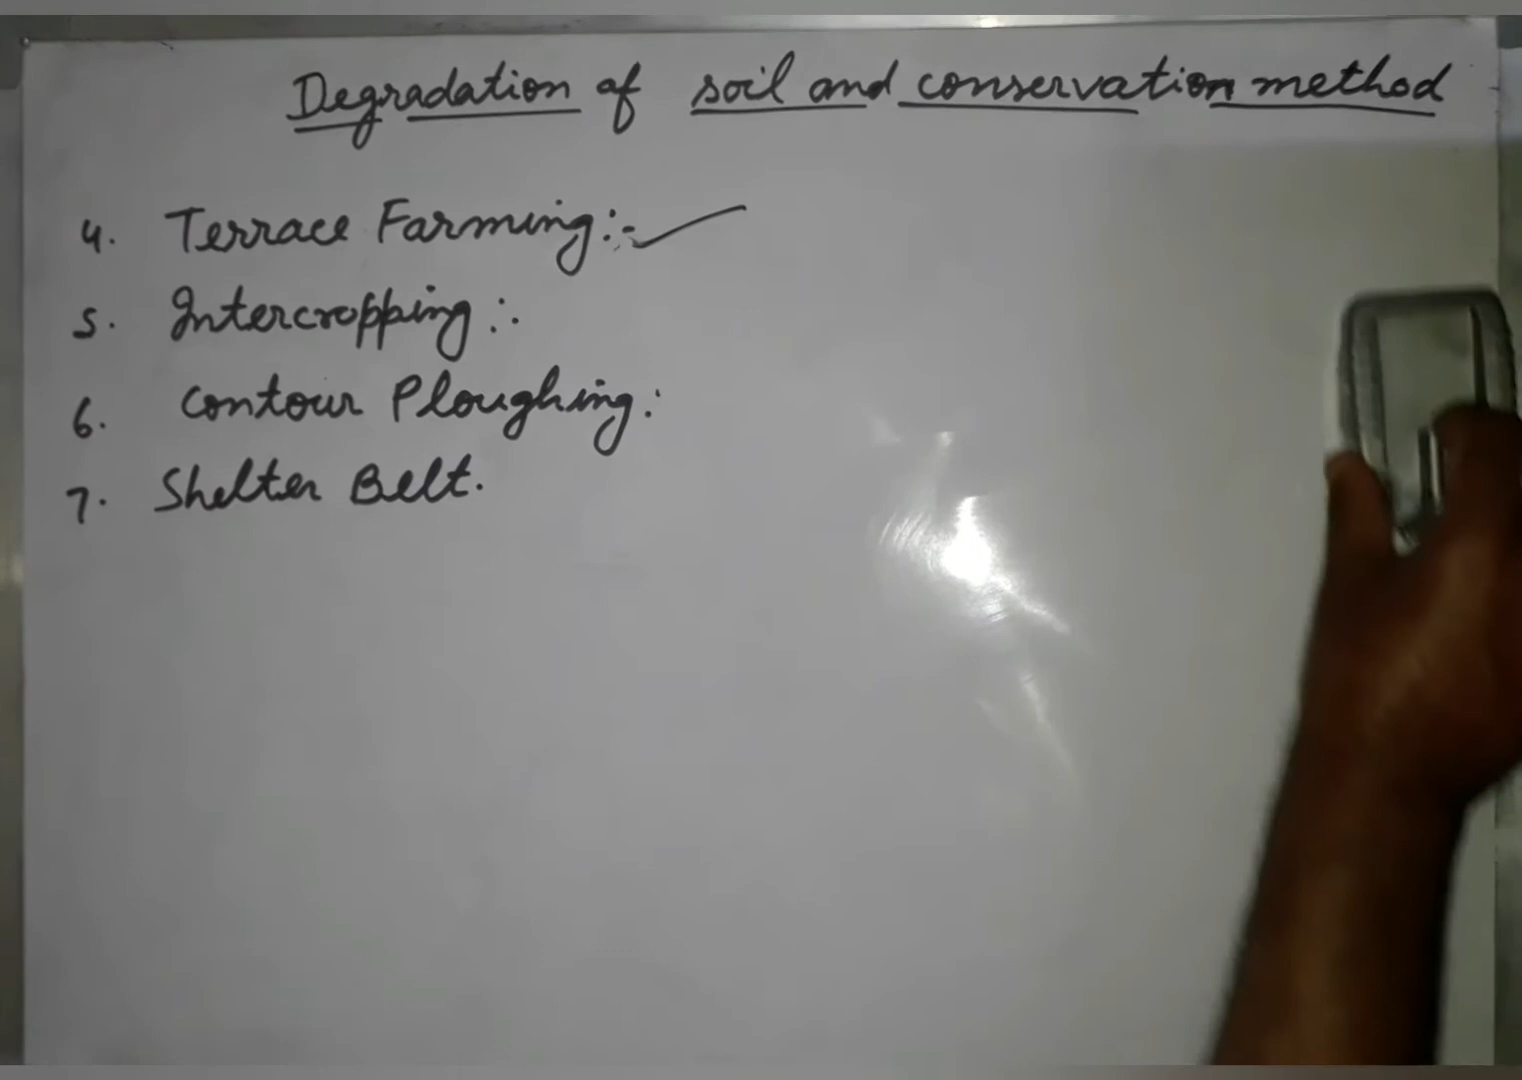 Degradation of soil and conservation method
4. Terrace Farming:-
5. Intercropping :.
6. Contour Ploughing:
7. Shelter Belt.